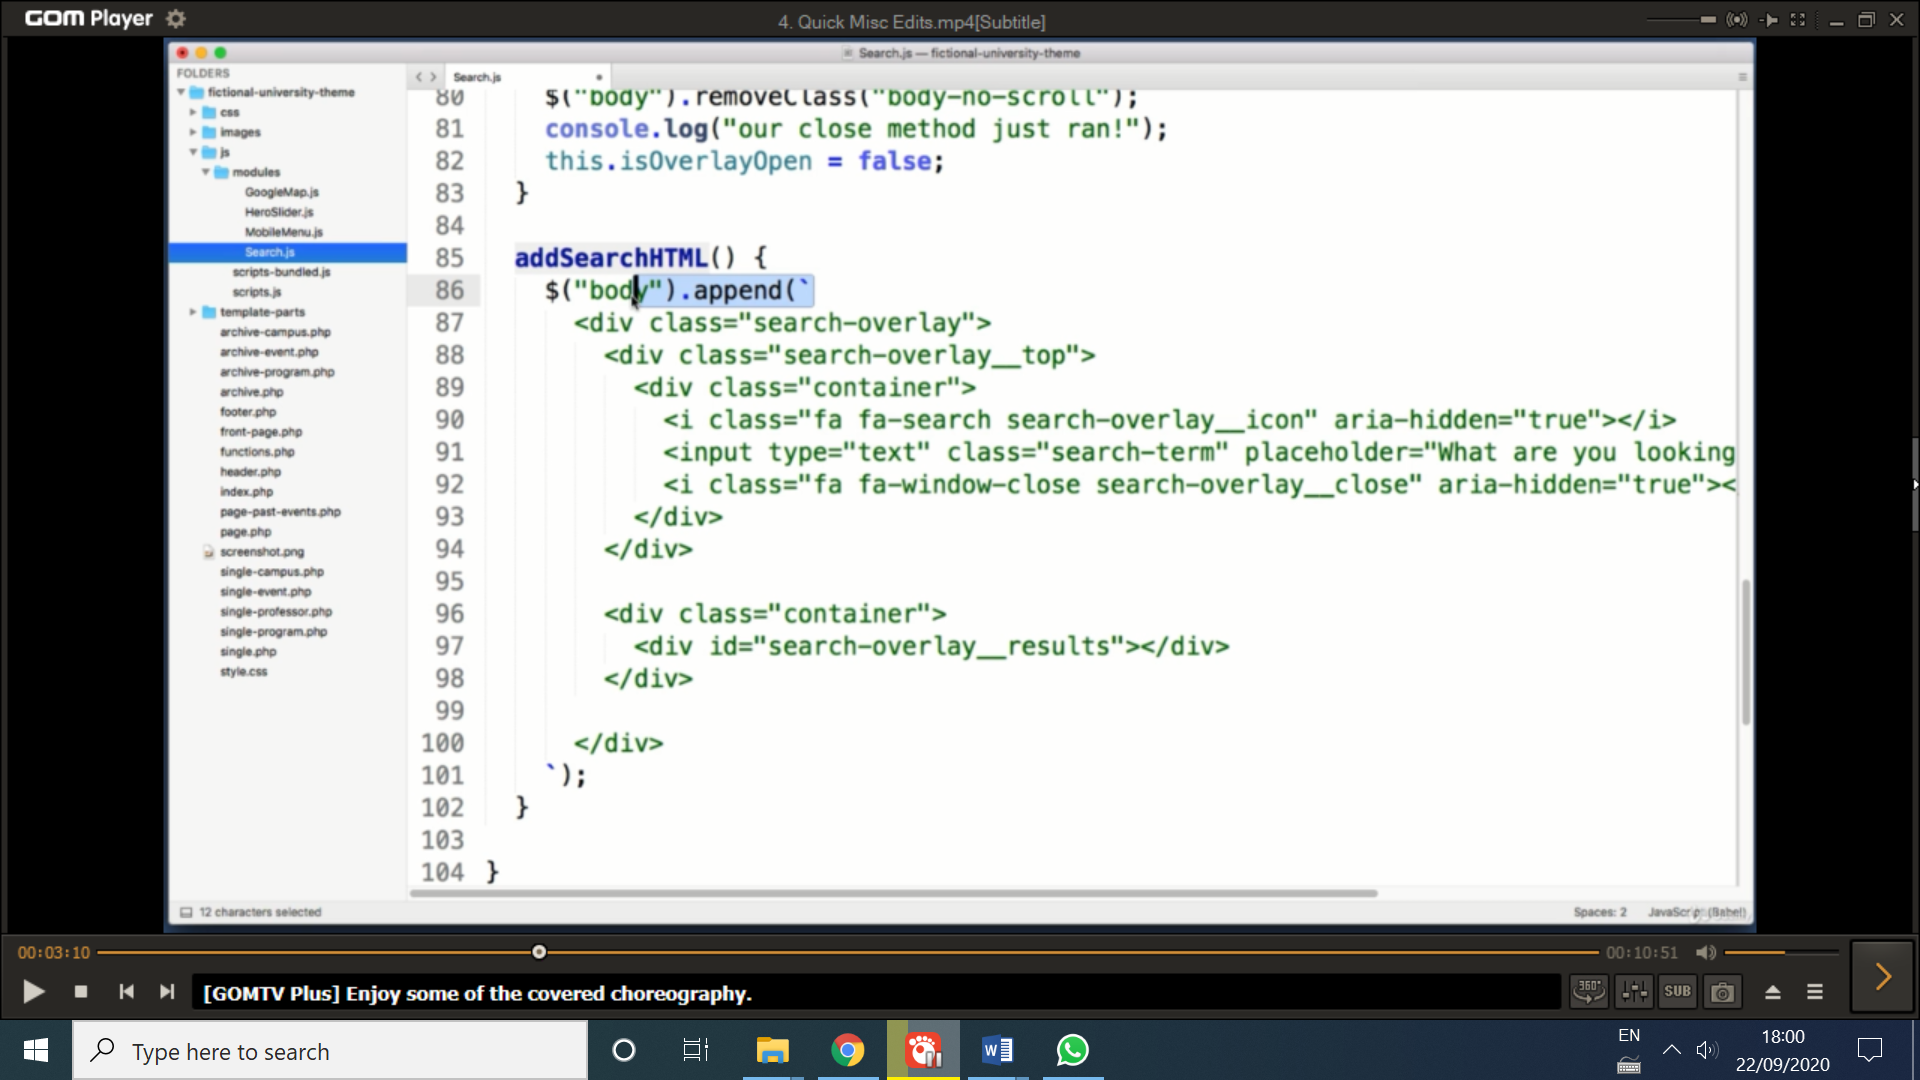 GOM Player
4. Quick Misc Edits.mp4[Subtitle]
Search.js — fictional-university-theme
FOLDERS
fictional-university-theme
css
images
js
modules
GoogleMap.js
HeroSlider.js
MobileMenu.js
Search.js
scripts-bundled.js
scripts.js
template-parts
archive-campus.php
archive-event.php
archive-program.php
archive.php
footer.php
front-page.php
functions.php
header.php
index.php
page-past-events.php
page.php
screenshot.png
single-campus.php
single-event.php
single-professor.php
single-program.php
single.php
style.css
Search.js
80 $("body").removeClass("body-no-scroll");
81 console.log("our close method just ran!");
82 this.isOverlayOpen = false;
83 }
84
85 addSearchHTML() {
86 $("body").append(`
87 <div class="search-overlay">
88 <div class="search-overlay__top">
89 <div class="container">
90 <i class="fa fa-search search-overlay__icon" aria-hidden="true"></i>
91 <input type="text" class="search-term" placeholder="What are you looking
92 <i class="fa fa-window-close search-overlay__close" aria-hidden="true"><
93 </div>
94 </div>
95
96 <div class="container">
97 <div id="search-overlay__results"></div>
98 </div>
99
100 </div>
101 `);
102 }
103
104 }
12 characters selected
Spaces: 2
JavaScript (Babel)
00:03:10
00:10:51
[GOMTV Plus] Enjoy some of the covered choreography.
360°
SUB
Type here to search
EN
18:00
22/09/2020